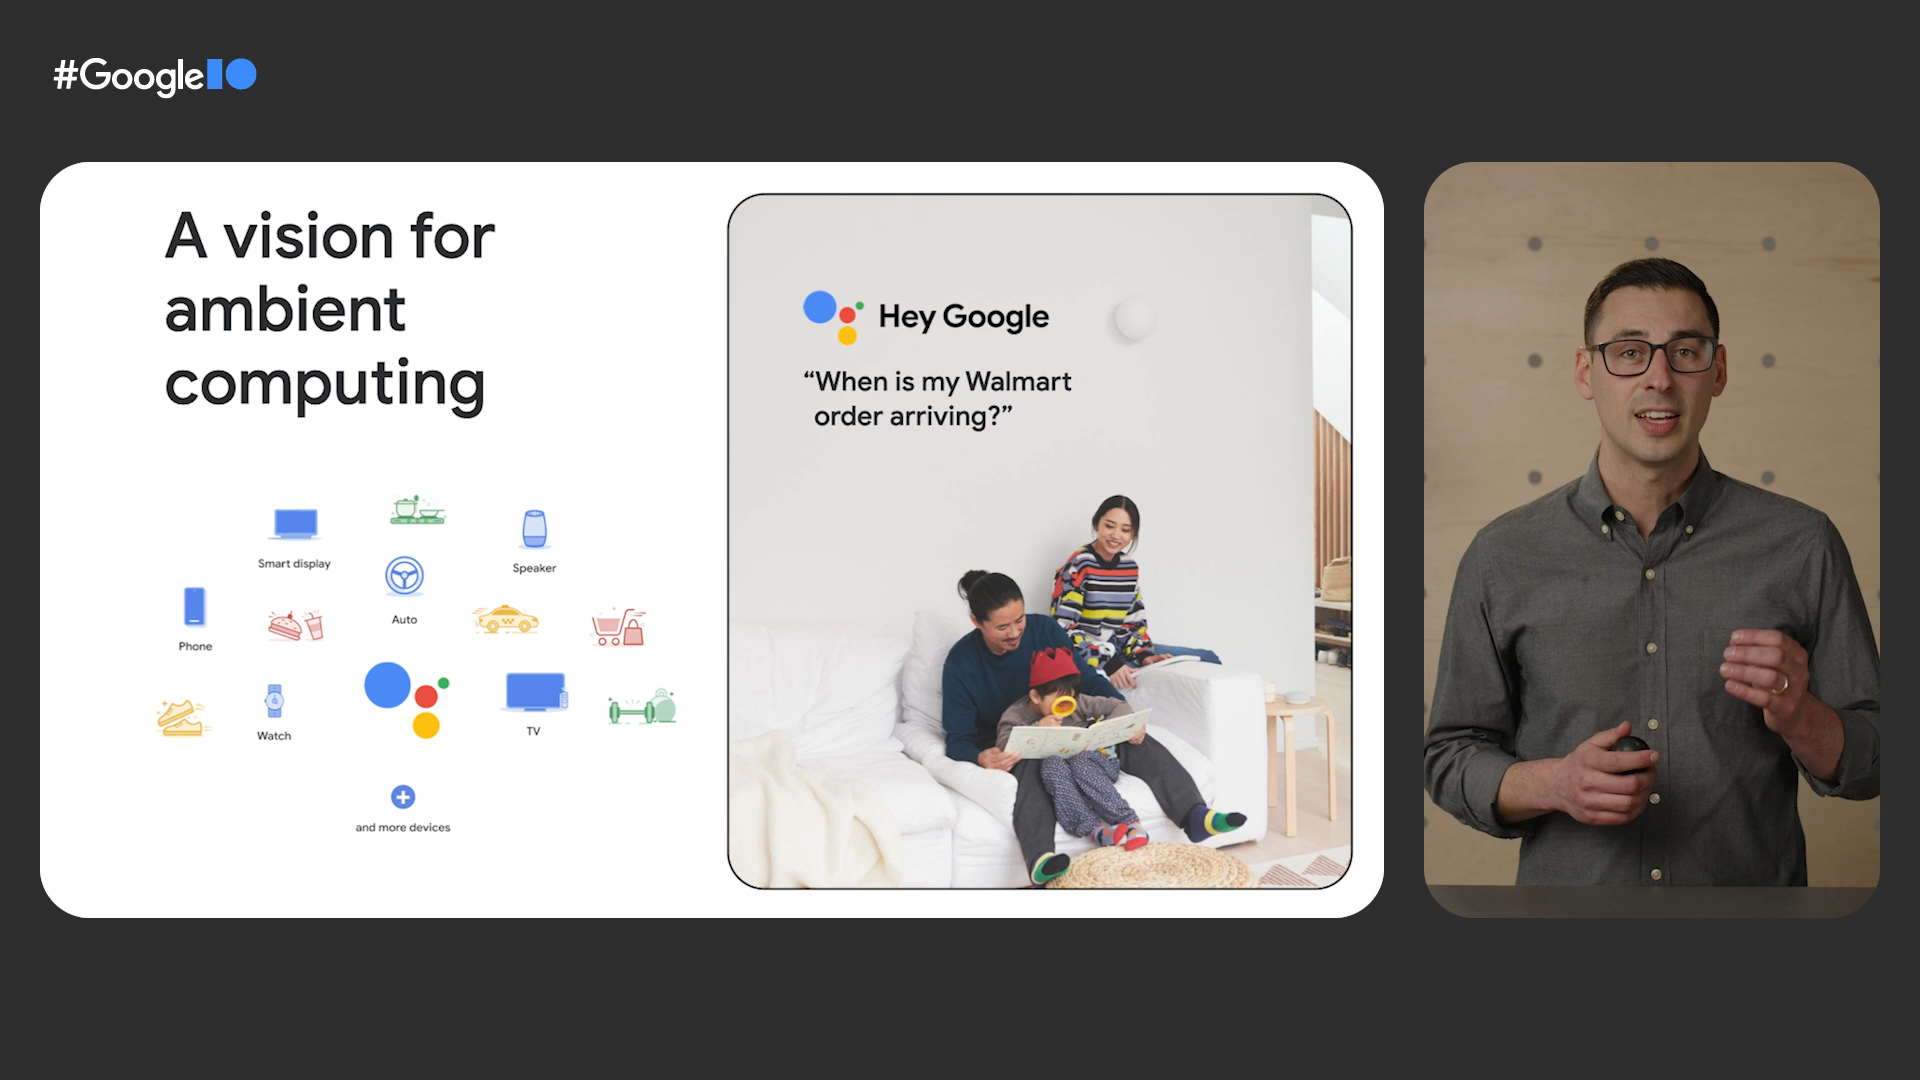 #GoogleIO
A vision for
ambient
computing
Smart display
Speaker
Auto
Phone
Watch
TV
and more devices
Hey Google
“When is my Walmart
order arriving?”